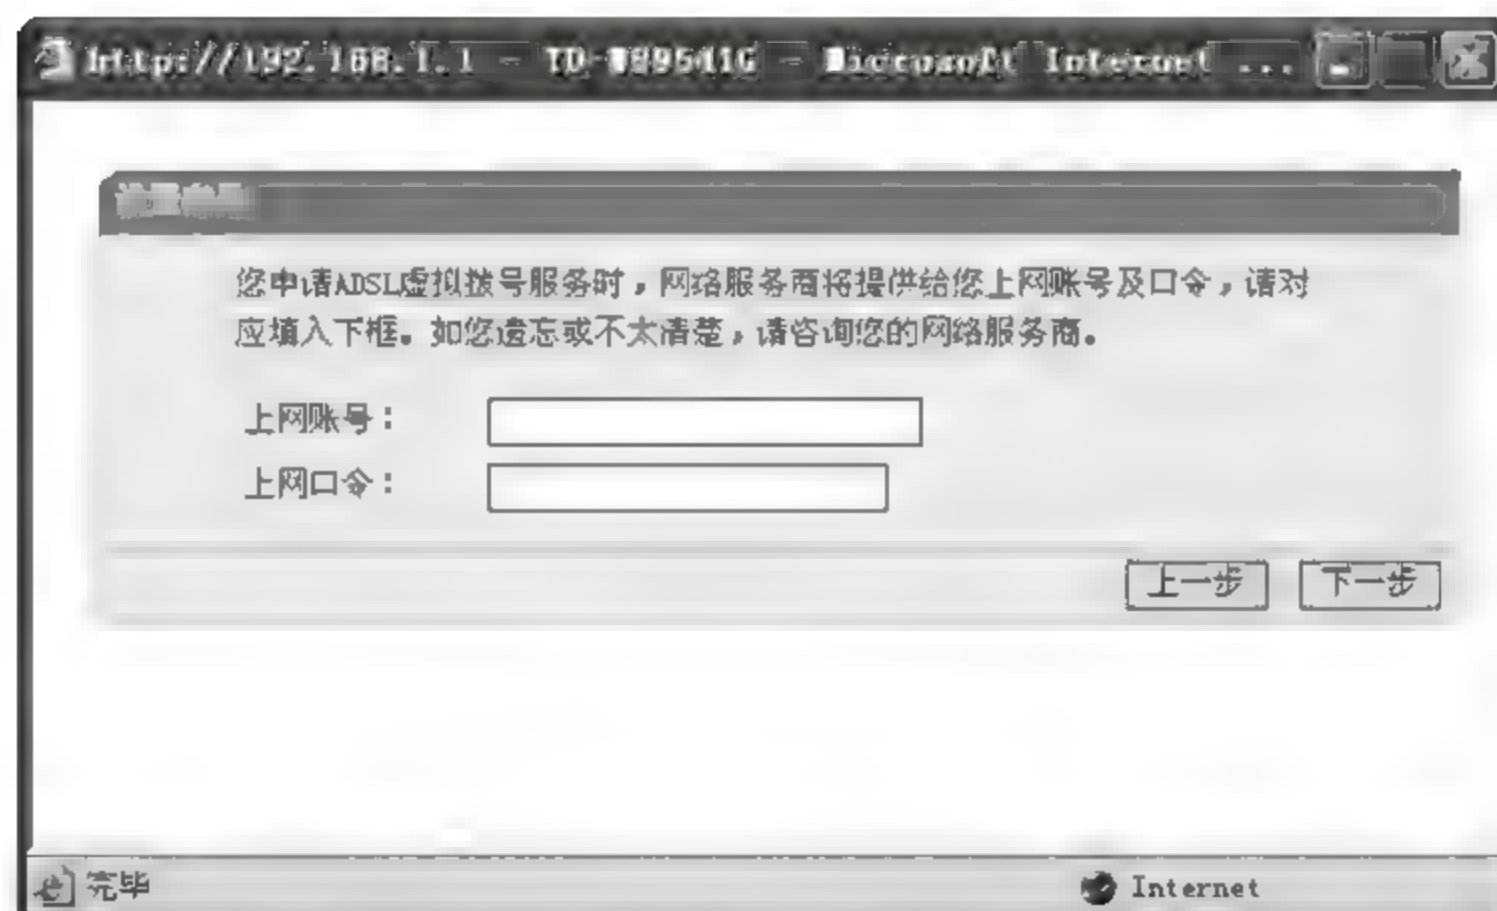 http://192.168.1.1 - TD-W89541G - Microsoft Internet ...
您申请ADSL虚拟拨号服务时，网络服务商将提供给您上网账号及口令，请对
应填入下框。如您遗忘或不太清楚，请咨询您的网络服务商。
上网账号：
上网口令：
上一步 下一步
完毕 Internet